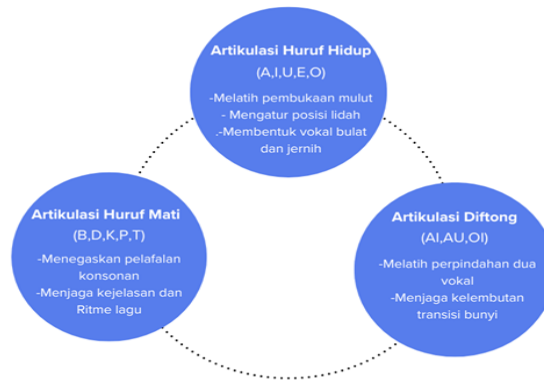 Artikulasi Huruf Hidup
(A,I,U,E,O)
-Melatih pembukaan mulut
- Mengatur posisi lidah
.-Membentuk vokal bulat
dan jernih
Artikulasi Huruf Mati
(B,D,K,P,T)
-Menegaskan pelafalan
konsonan
-Menjaga kejelasan dan
Ritme lagu
Artikulasi Diftong
(AI,AU,OI)
-Melatih perpindahan dua
vokal
-Menjaga kelembutan
transisi bunyi